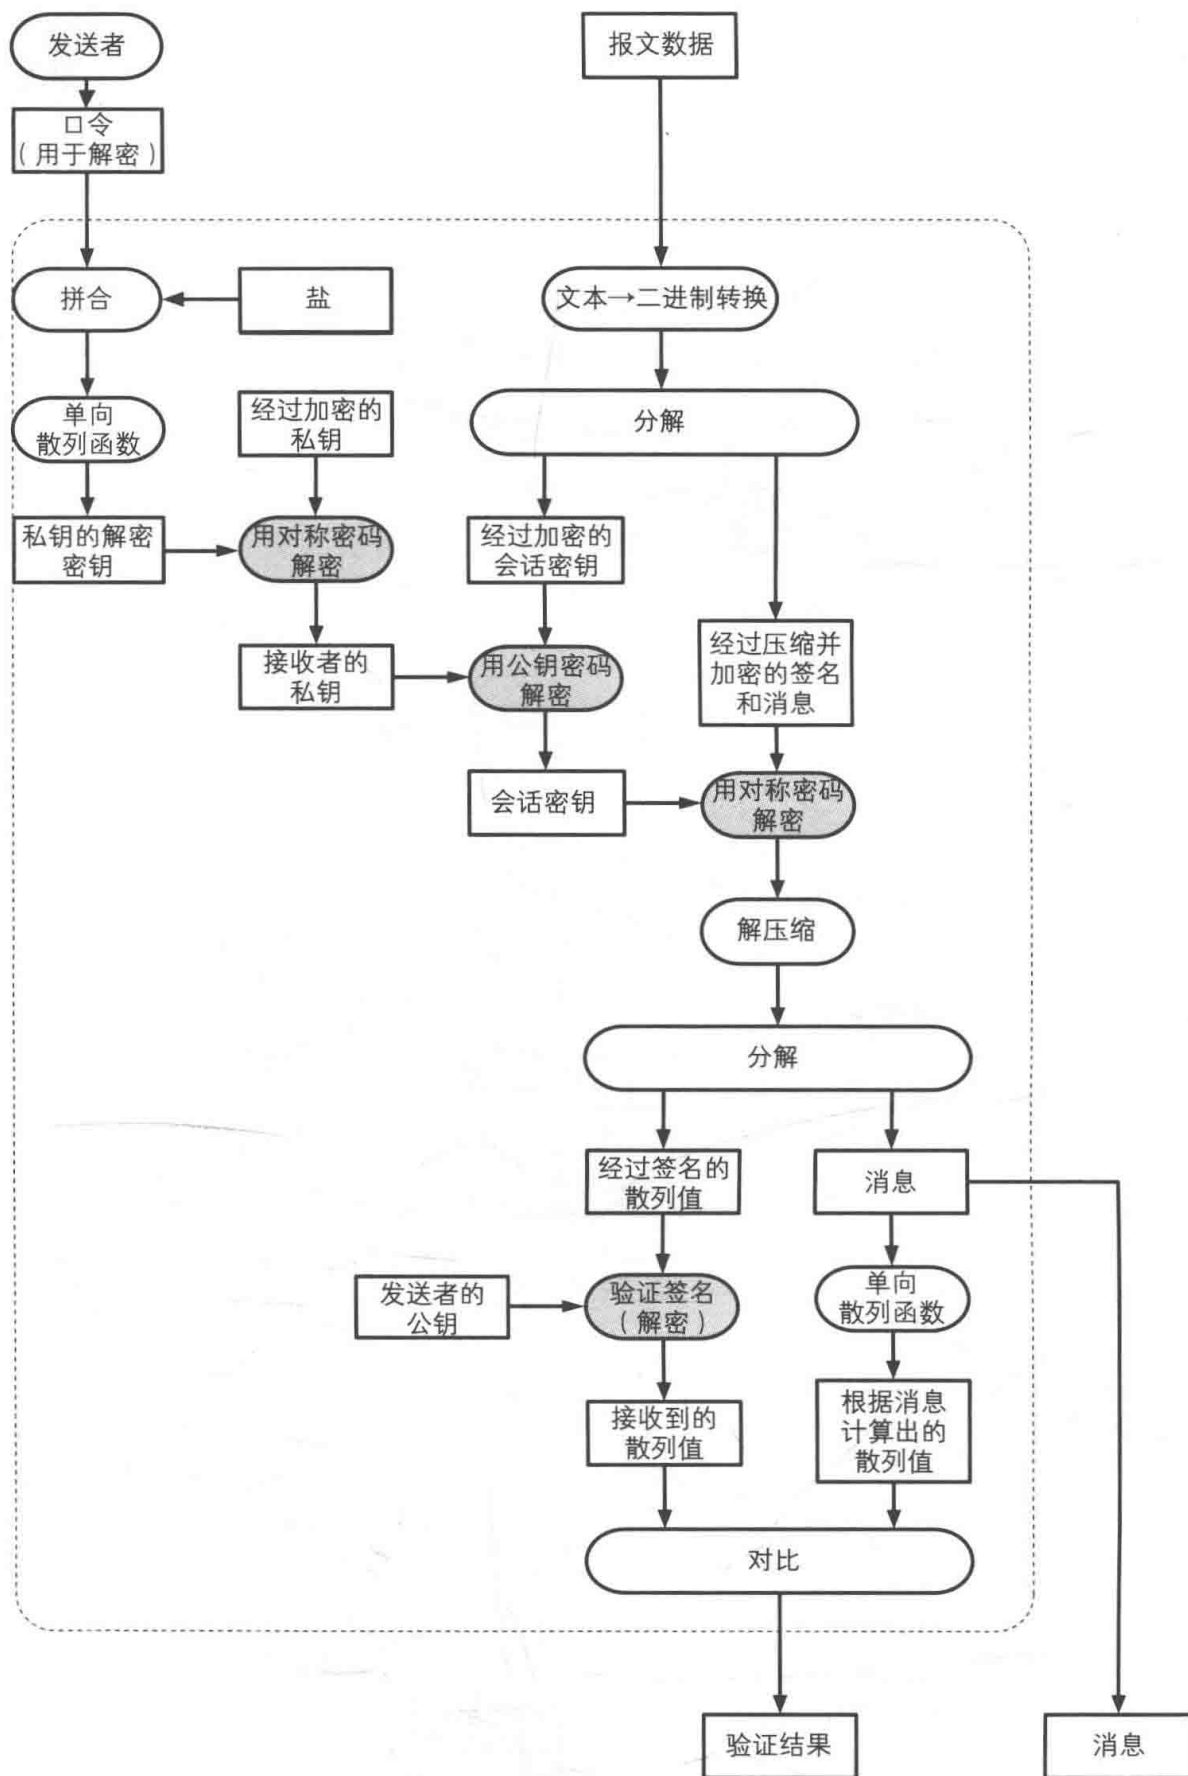 发送者
报文数据
口令
(用于解密)
拼合
盐
文本→二进制转换
单向
散列函数
经过加密的
私钥
分解
私钥的解密
密钥
用对称密码
解密
经过加密的
会话密钥
接收者的
私钥
用公钥密码
解密
经过压缩并
加密的签名
和消息
会话密钥
用对称密码
解密
解压缩
分解
经过签名的
散列值
消息
发送者的
公钥
验证签名
(解密)
单向
散列函数
接收到的
散列值
根据消息
计算出的
散列值
对比
验证结果
消息